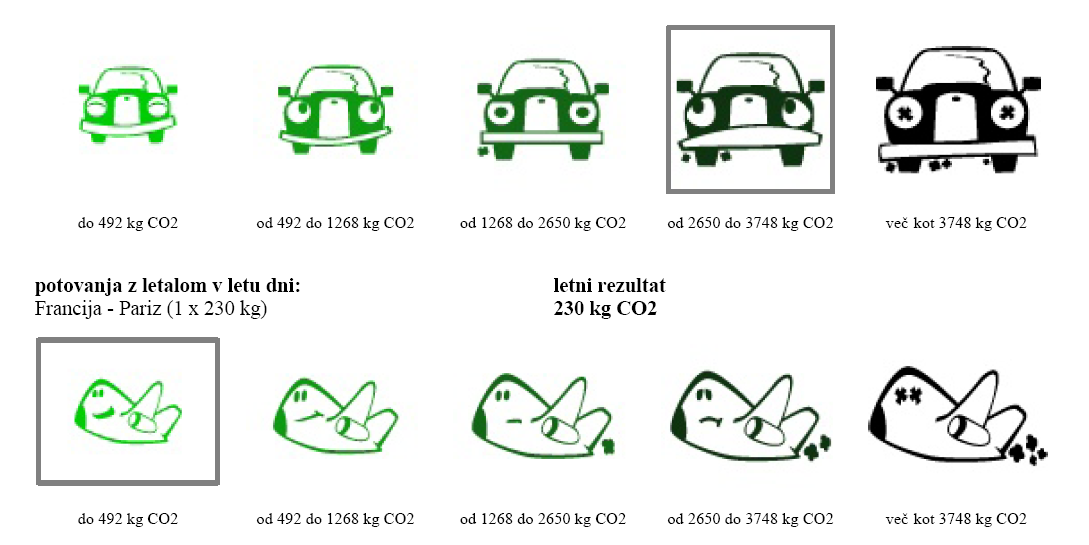 do 492 kg CO2
od 492 do 1268 kg CO2
od 1268 do 2650 kg CO2
od 2650 do 3748 kg CO2
več kot 3748 kg CO2
potovanja z letalom v letu dni:
letni rezultat
Francija - Pariz (1 x 230 kg)
230 kg CO2
do 492 kg CO2
od 492 do 1268 kg CO2
od 1268 do 2650 kg CO2
od 2650 do 3748 kg CO2
več kot 3748 kg CO2